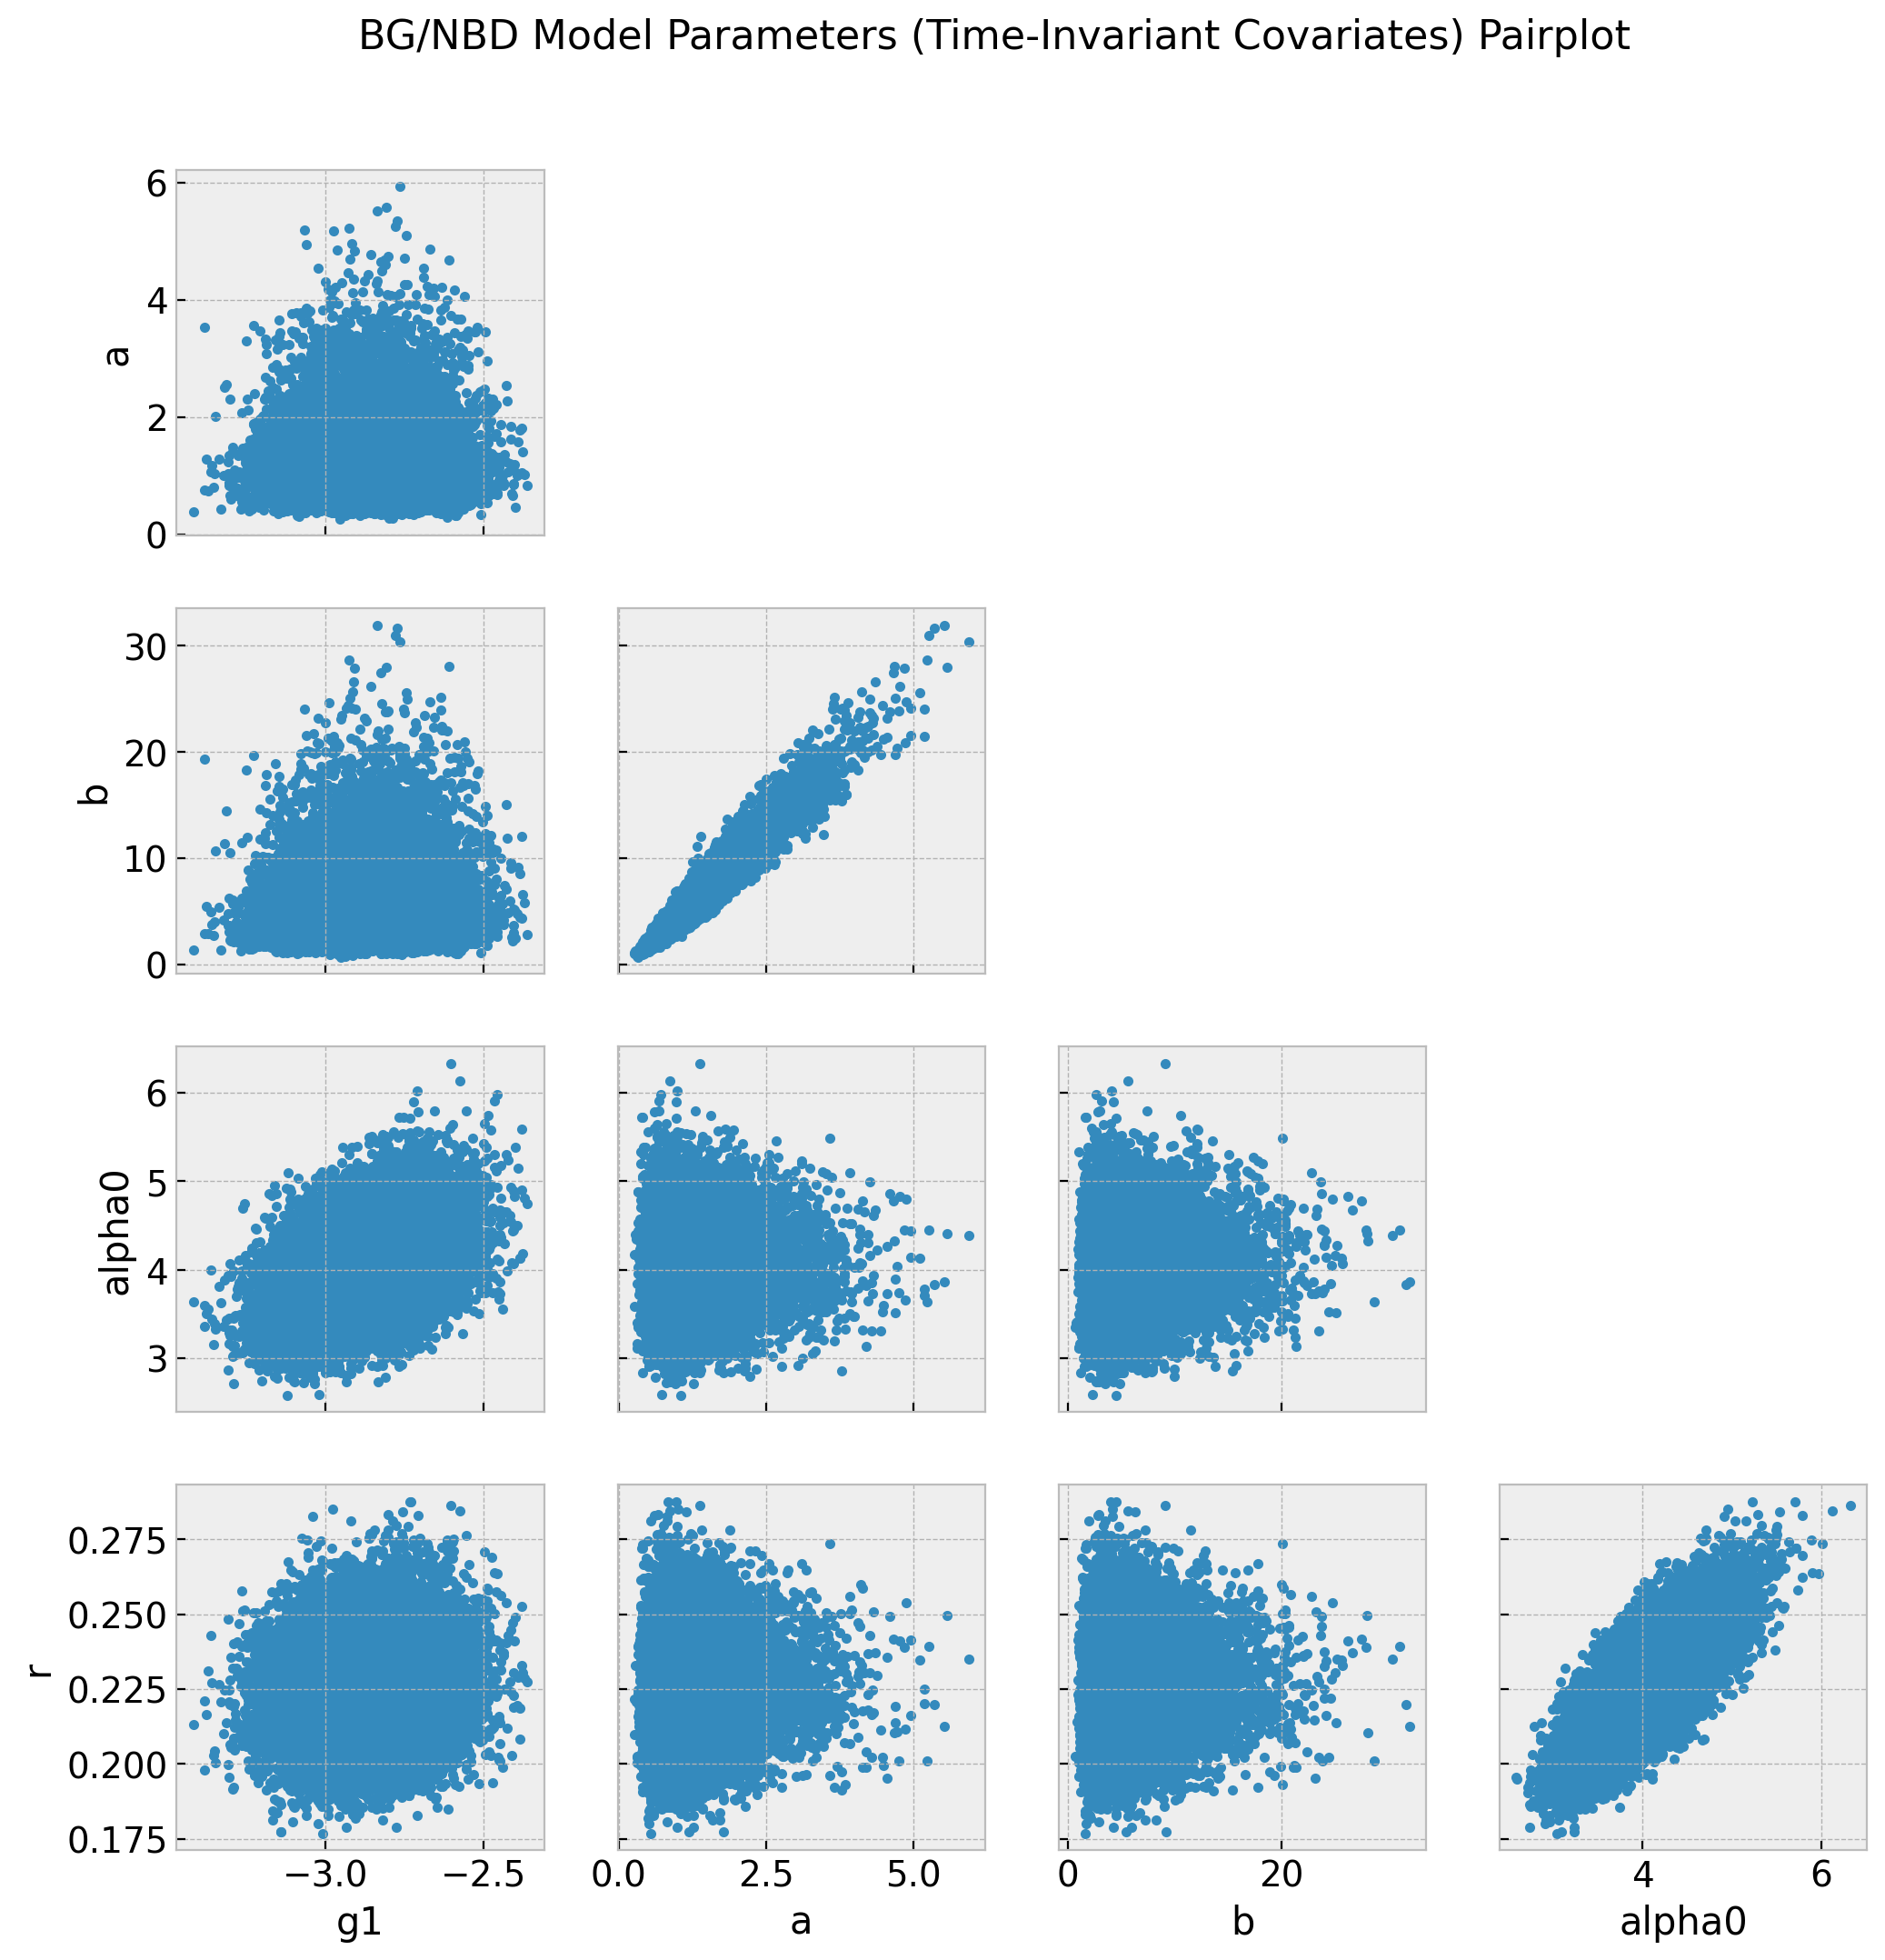 BG/NBD Model Parameters (Time-Invariant Covariates) Pairplot
6
4
2
0
a
30
20
10
0
b
6
5
4
3
alpha0
0.275
0.250
0.225
0.200
0.175
r
−3.0 −2.5 0.0 2.5 5.0 0 20 4 6
g1 a b alpha0